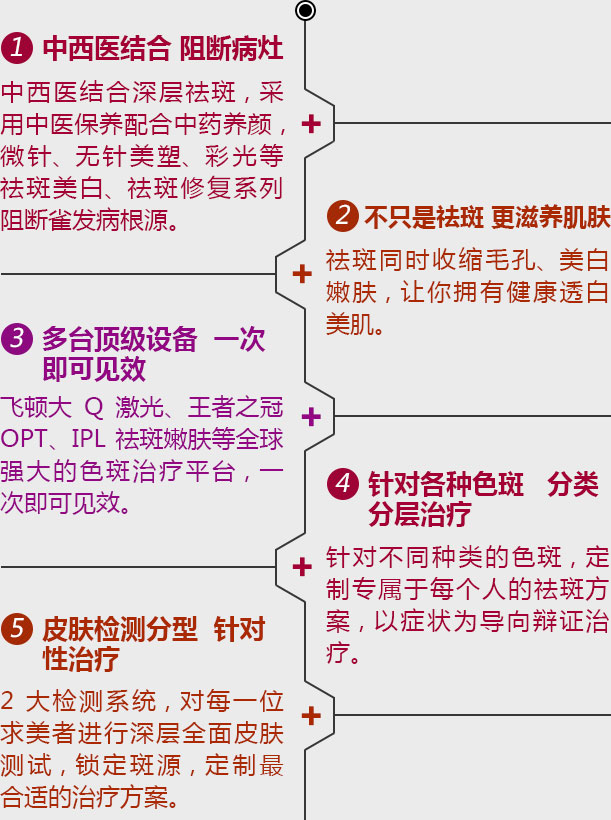 1 中西医结合 阻断病灶
中西医结合深层祛斑，采
用中医保养配合中药养颜，
微针、无针美塑、彩光等
祛斑美白、祛斑修复系列
阻断雀发病根源。
2 不只是祛斑 更滋养肌肤
祛斑同时收缩毛孔、美白
嫩肤，让你拥有健康透白
美肌。
3 多台顶级设备 一次
即可见效
飞顿大 Q 激光、王者之冠
OPT、IPL 祛斑嫩肤等全球
强大的色斑治疗平台，一
次即可见效。
4 针对各种色斑 分类
分层治疗
针对不同种类的色斑，定
制专属于每个人的祛斑方
案，以症状为导向辩证治
疗。
5 皮肤检测分型 针对
性治疗
2 大检测系统，对每一位
求美者进行深层全面皮肤
测试，锁定斑源，定制最
合适的治疗方案。